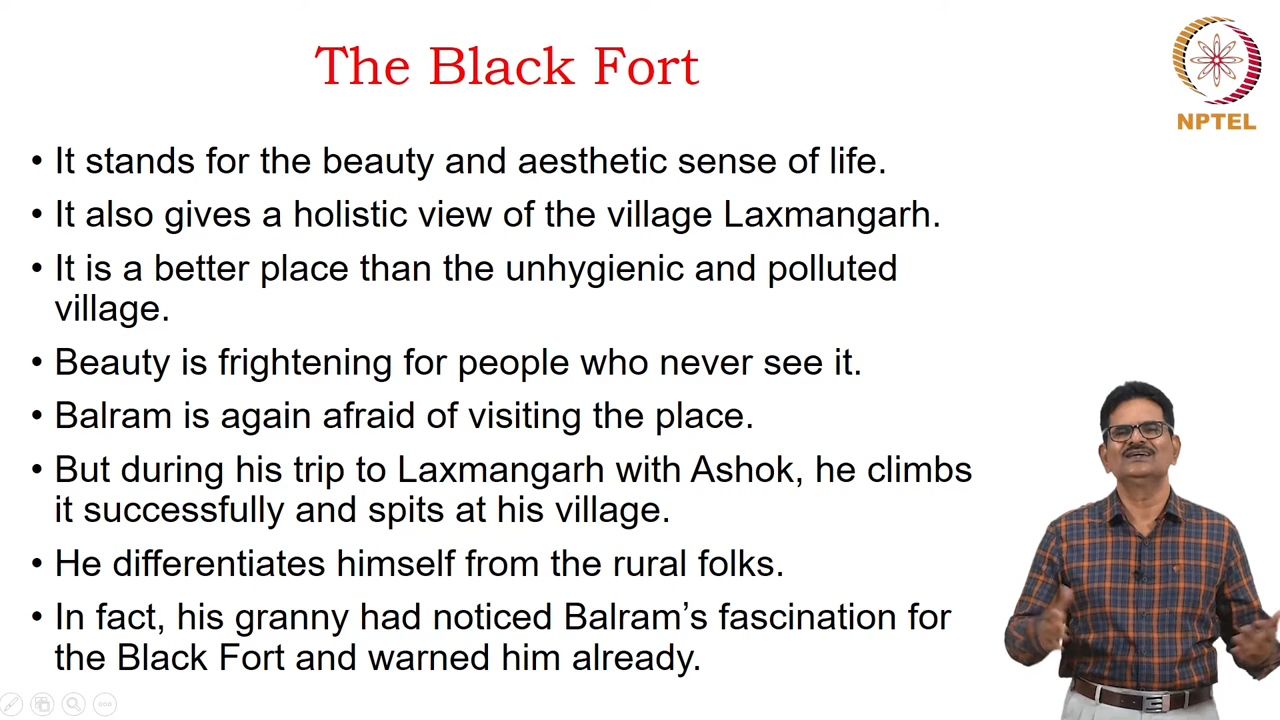 The Black Fort
NPTEL
• It stands for the beauty and aesthetic sense of life.
• It also gives a holistic view of the village Laxmangarh.
• It is a better place than the unhygienic and polluted
village.
• Beauty is frightening for people who never see it.
• Balram is again afraid of visiting the place.
• But during his trip to Laxmangarh with Ashok, he climbs
it successfully and spits at his village.
• He differentiates himself from the rural folks.
• In fact, his granny had noticed Balram’s fascination for
the Black Fort and warned him already.